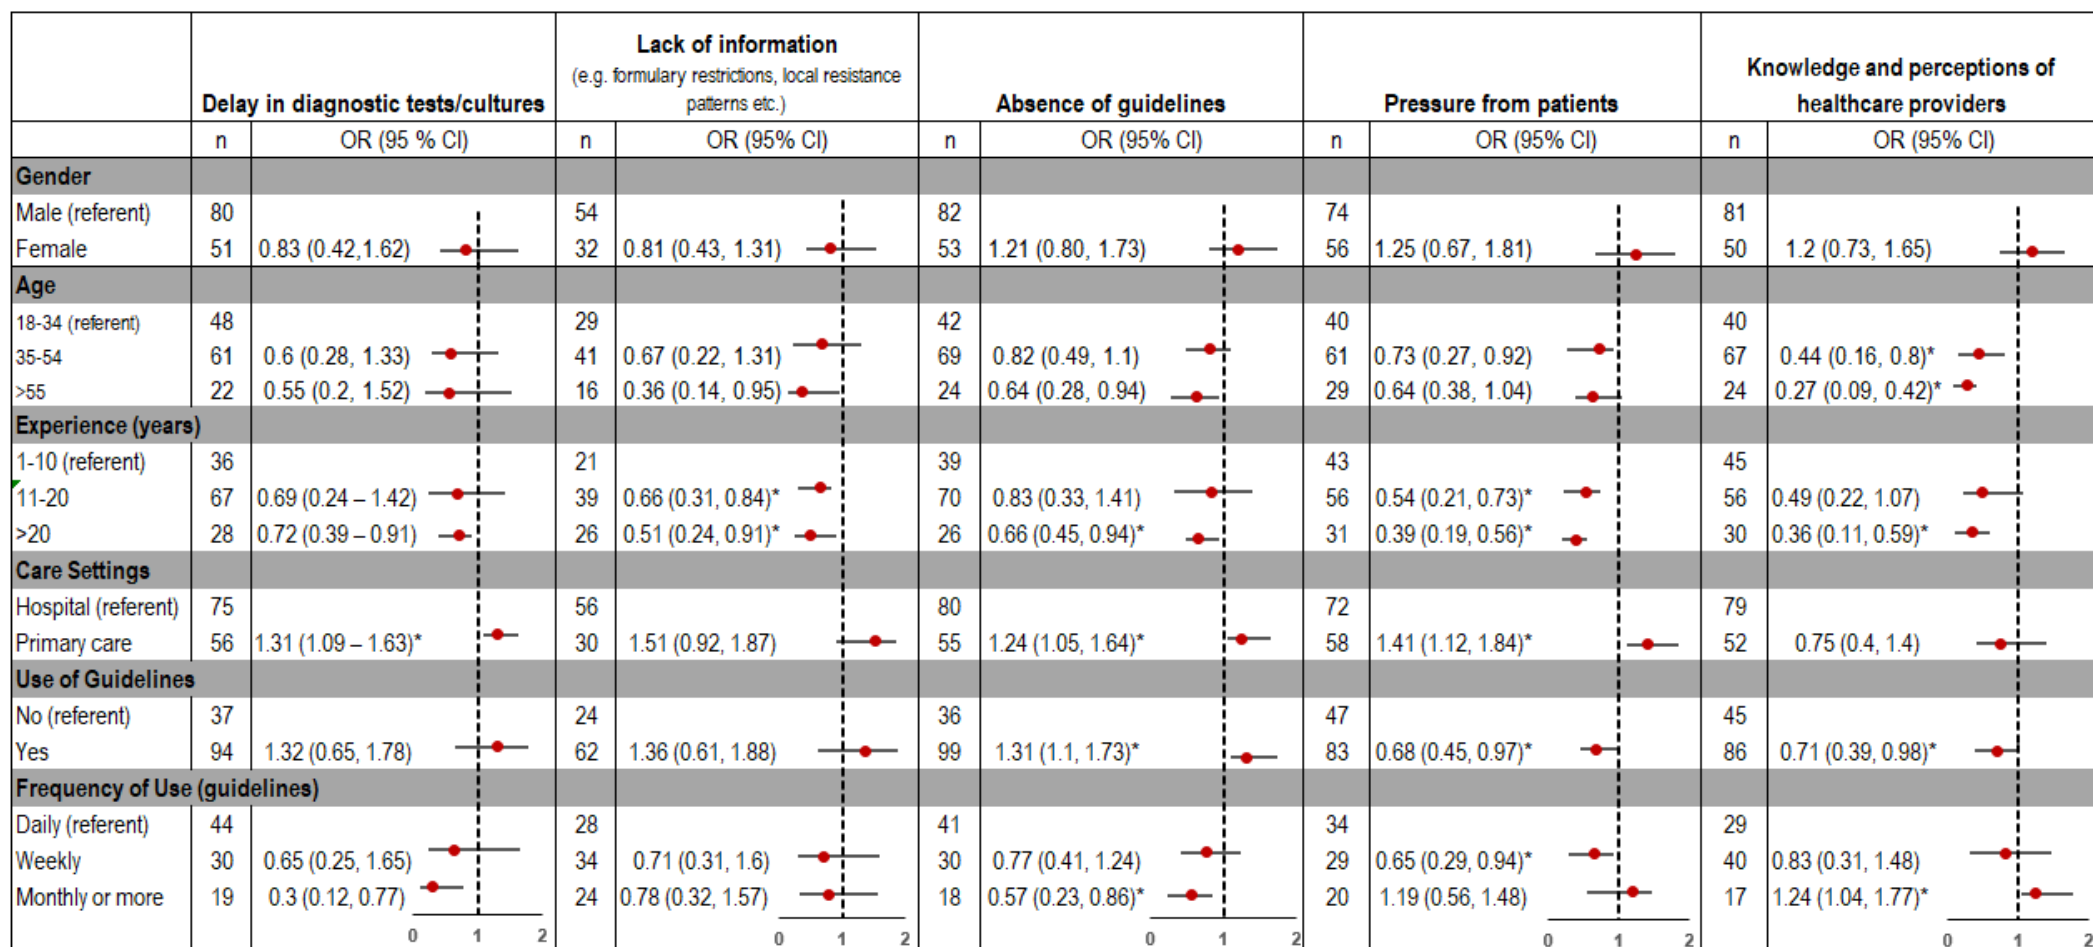 Delay in diagnostic tests/cultures
Lack of information
(e.g. formulary restrictions, local resistance
patterns etc.)
Absence of guidelines
Pressure from patients
Knowledge and perceptions of
healthcare providers
n OR (95 % CI) n OR (95% CI) n OR (95% CI) n OR (95% CI) n OR (95% CI)
Gender
Male (referent) 80 54 82 74 81
Female 51 0.83 (0.42,1.62) 32 0.81 (0.43, 1.31) 53 1.21 (0.80, 1.73) 56 1.25 (0.67, 1.81) 50 1.2 (0.73, 1.65)
Age
18-34 (referent) 48 29 42 40 40
35-54 61 0.6 (0.28, 1.33) 41 0.67 (0.22, 1.31) 69 0.82 (0.49, 1.1) 61 0.73 (0.27, 0.92) 67 0.44 (0.16, 0.8)*
>55 22 0.55 (0.2, 1.52) 16 0.36 (0.14, 0.95) 24 0.64 (0.28, 0.94) 29 0.64 (0.38, 1.04) 24 0.27 (0.09, 0.42)*
Experience (years)
1-10 (referent) 36 21 39 43 45
11-20 67 0.69 (0.24 – 1.42) 39 0.66 (0.31, 0.84)* 70 0.83 (0.33, 1.41) 56 0.54 (0.21, 0.73)* 56 0.49 (0.22, 1.07)
>20 28 0.72 (0.39 – 0.91) 26 0.51 (0.24, 0.91)* 26 0.66 (0.45, 0.94)* 31 0.39 (0.19, 0.56)* 30 0.36 (0.11, 0.59)*
Care Settings
Hospital (referent) 75 56 80 72 79
Primary care 56 1.31 (1.09 – 1.63)* 30 1.51 (0.92, 1.87) 55 1.24 (1.05, 1.64)* 58 1.41 (1.12, 1.84)* 52 0.75 (0.4, 1.4)
Use of Guidelines
No (referent) 37 24 36 47 45
Yes 94 1.32 (0.65, 1.78) 62 1.36 (0.61, 1.88) 99 1.31 (1.1, 1.73)* 83 0.68 (0.45, 0.97)* 86 0.71 (0.39, 0.98)*
Frequency of Use (guidelines)
Daily (referent) 44 28 41 34 29
Weekly 30 0.65 (0.25, 1.65) 34 0.71 (0.31, 1.6) 30 0.77 (0.41, 1.24) 29 0.65 (0.29, 0.94)* 40 0.83 (0.31, 1.48)
Monthly or more 19 0.3 (0.12, 0.77) 24 0.78 (0.32, 1.57) 18 0.57 (0.23, 0.86)* 20 1.19 (0.56, 1.48) 17 1.24 (1.04, 1.77)*
0 1 2 0 1 2 0 1 2 0 1 2 0 1 2